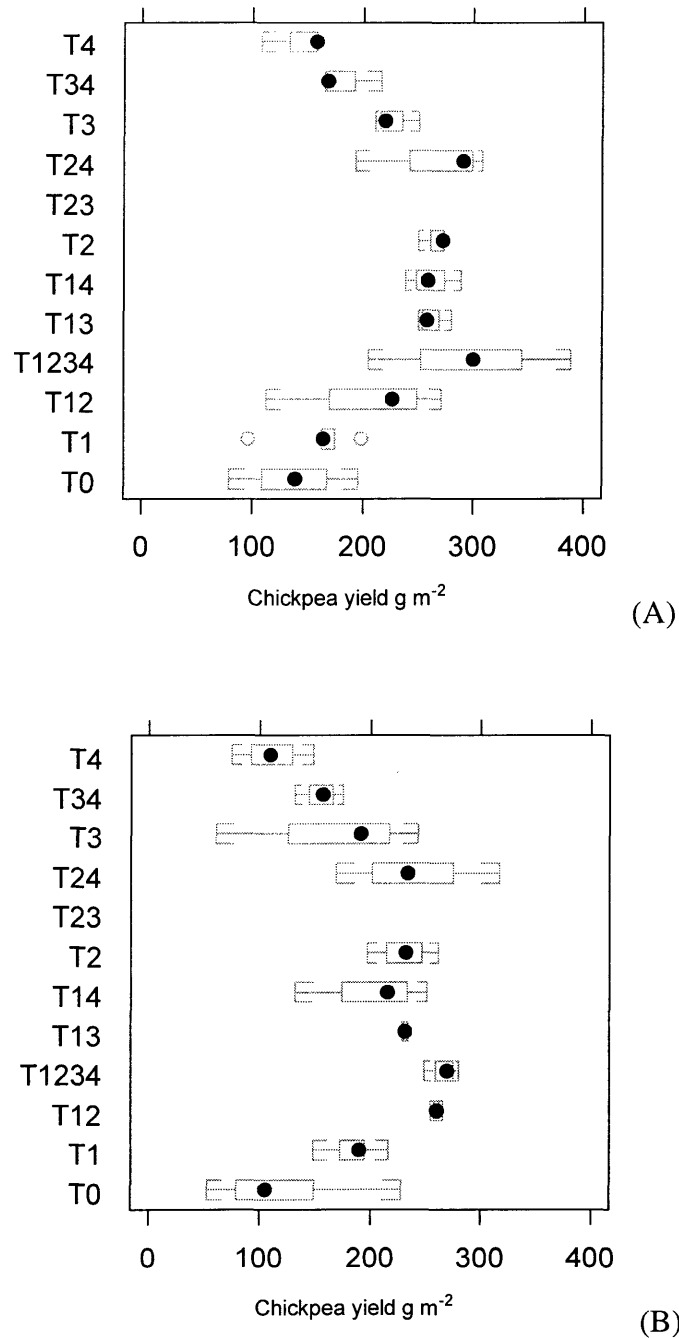 T4
T34
T3
T24
T23
T2
T14
T13
T1234
T12
T1
T0
0 100 200 300 400
Chickpea yield g m-2
(A)
T4
T34
T3
T24
T23
T2
T14
T13
T1234
T12
T1
T0
0 100 200 300 400
Chickpea yield g m-2
(B)